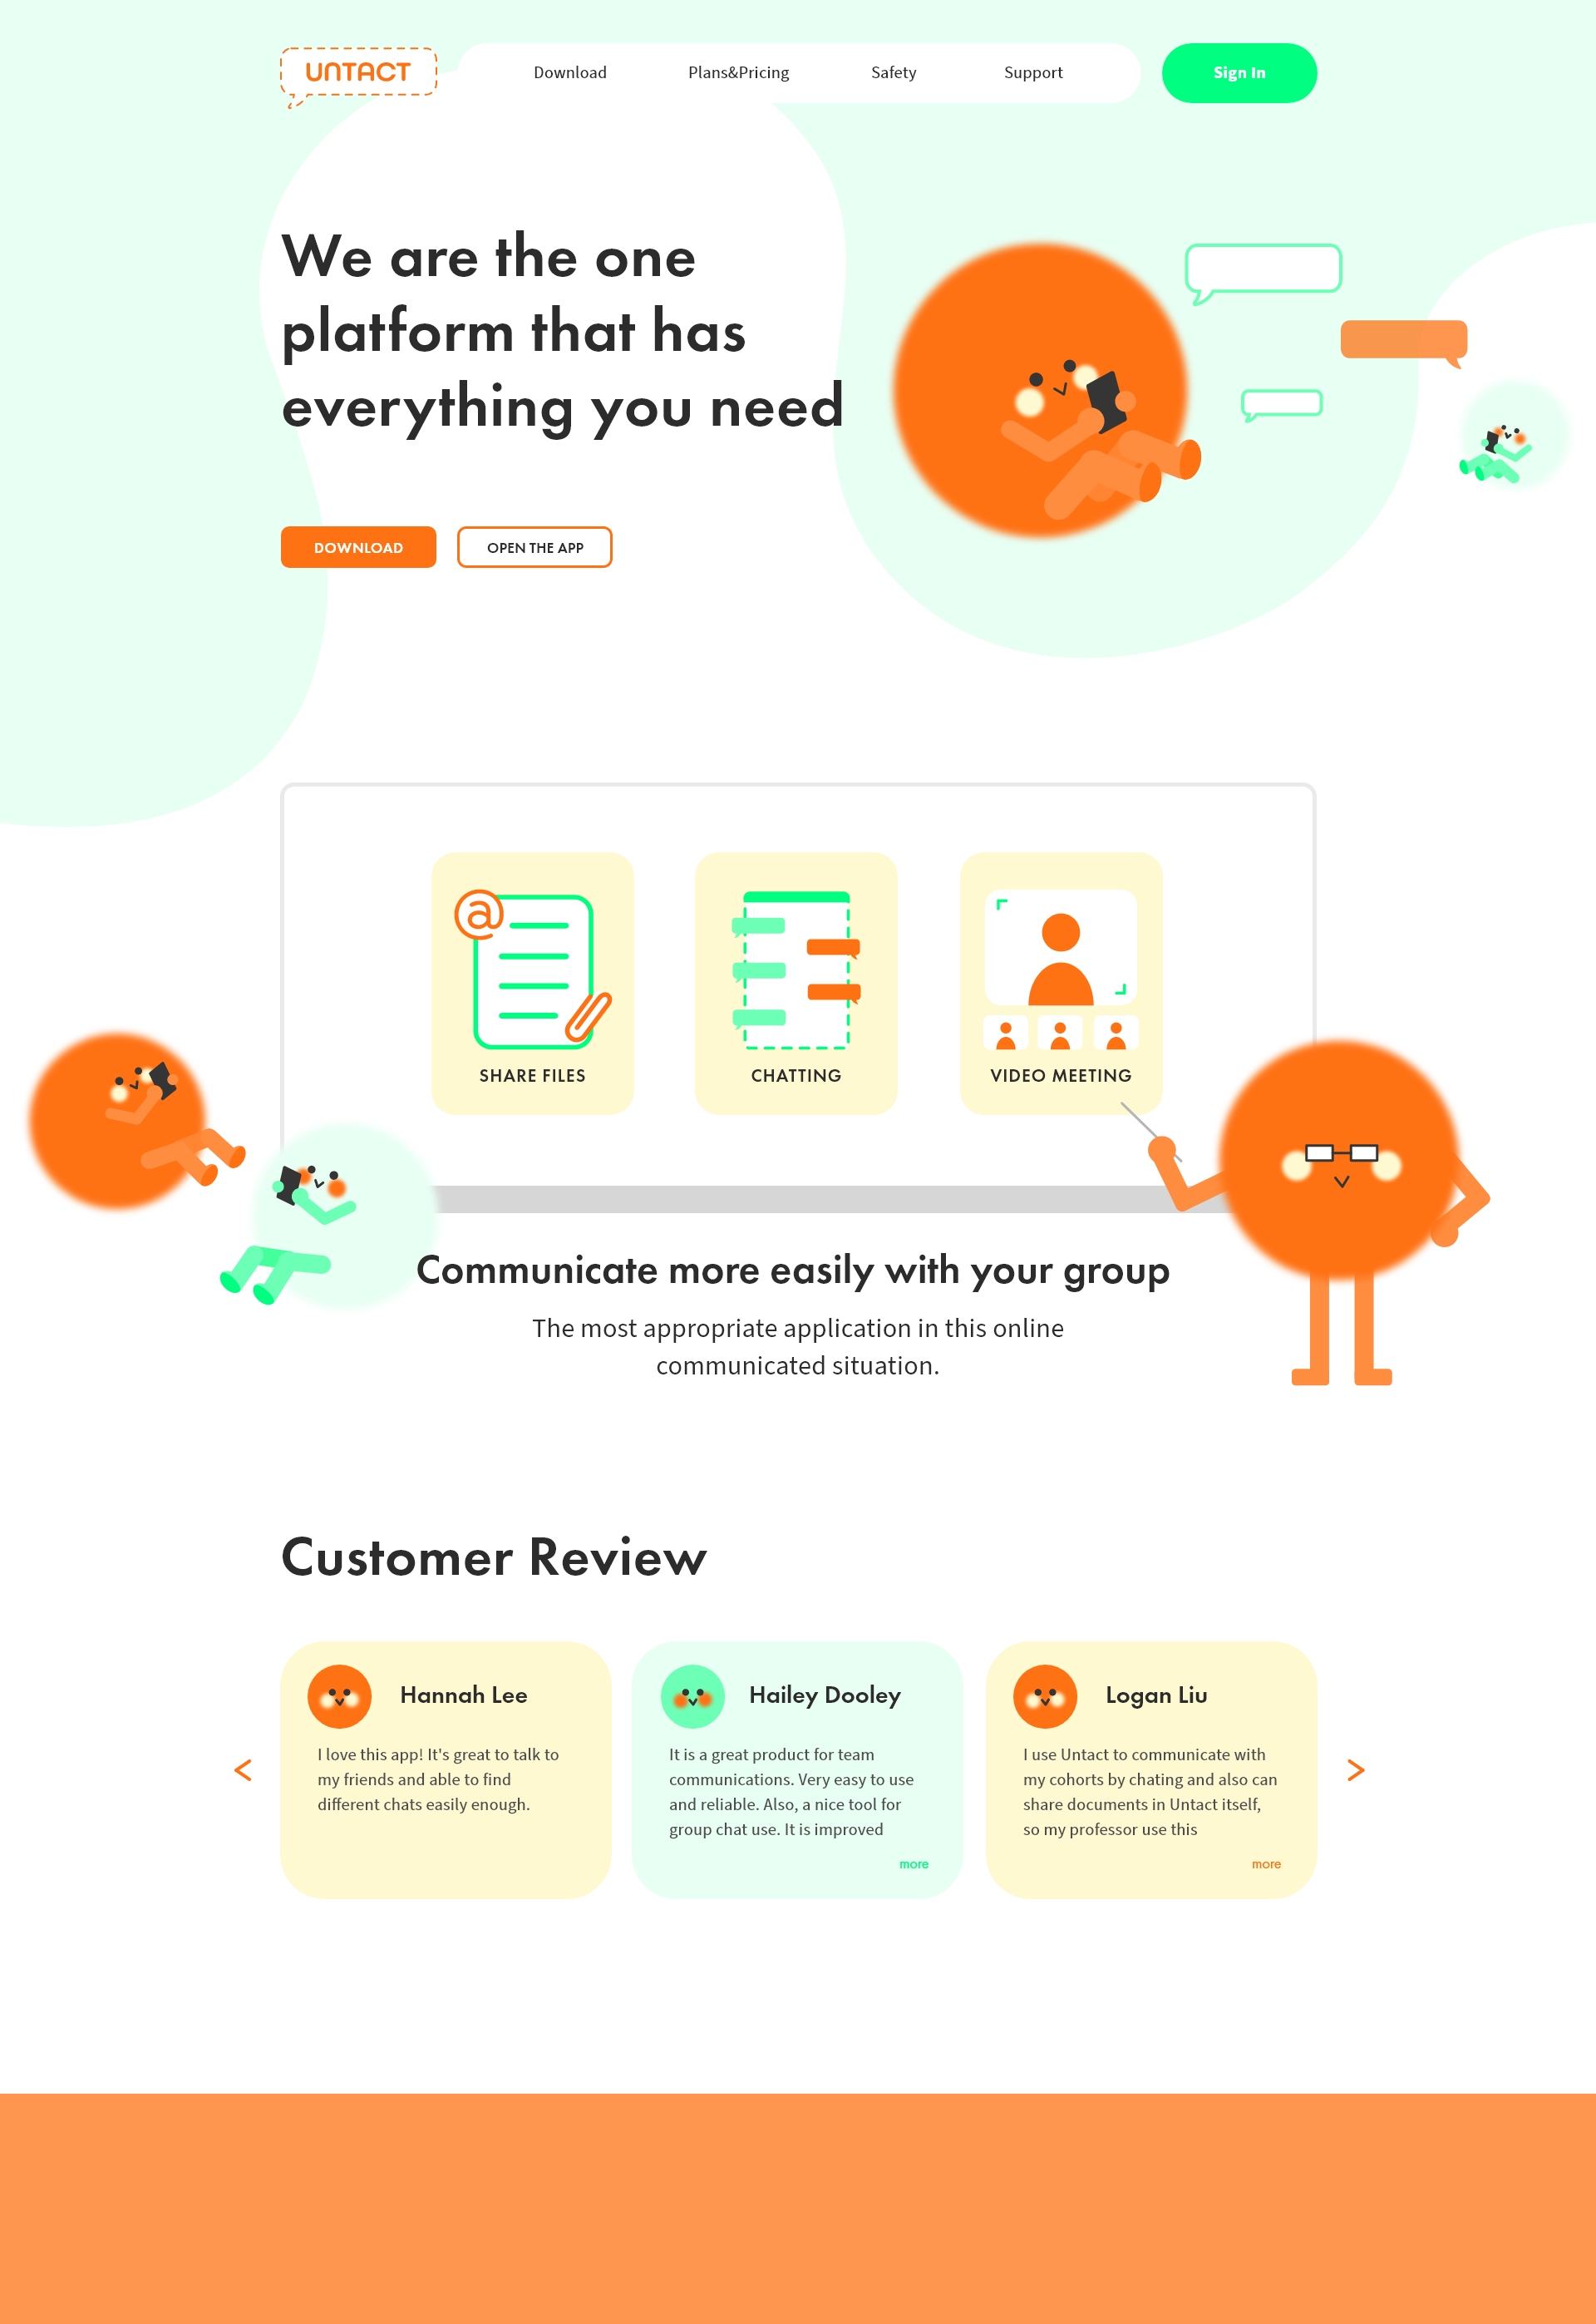 UNTACT
Download Plans&Pricing Safety Support Sign In
We are the one
platform that has
everything you need
DOWNLOAD OPEN THE APP
@
SHARE FILES CHATTING VIDEO MEETING
Communicate more easily with your group
The most appropriate application in this online
communicated situation.
Customer Review
Hannah Lee
I love this app! It's great to talk to
my friends and able to find
different chats easily enough.
Hailey Dooley
It is a great product for team
communications. Very easy to use
and reliable. Also, a nice tool for
group chat use. It is improved
more
Logan Liu
I use Untact to communicate with
my cohorts by chating and also can
share documents in Untact itself,
so my professor use this
more